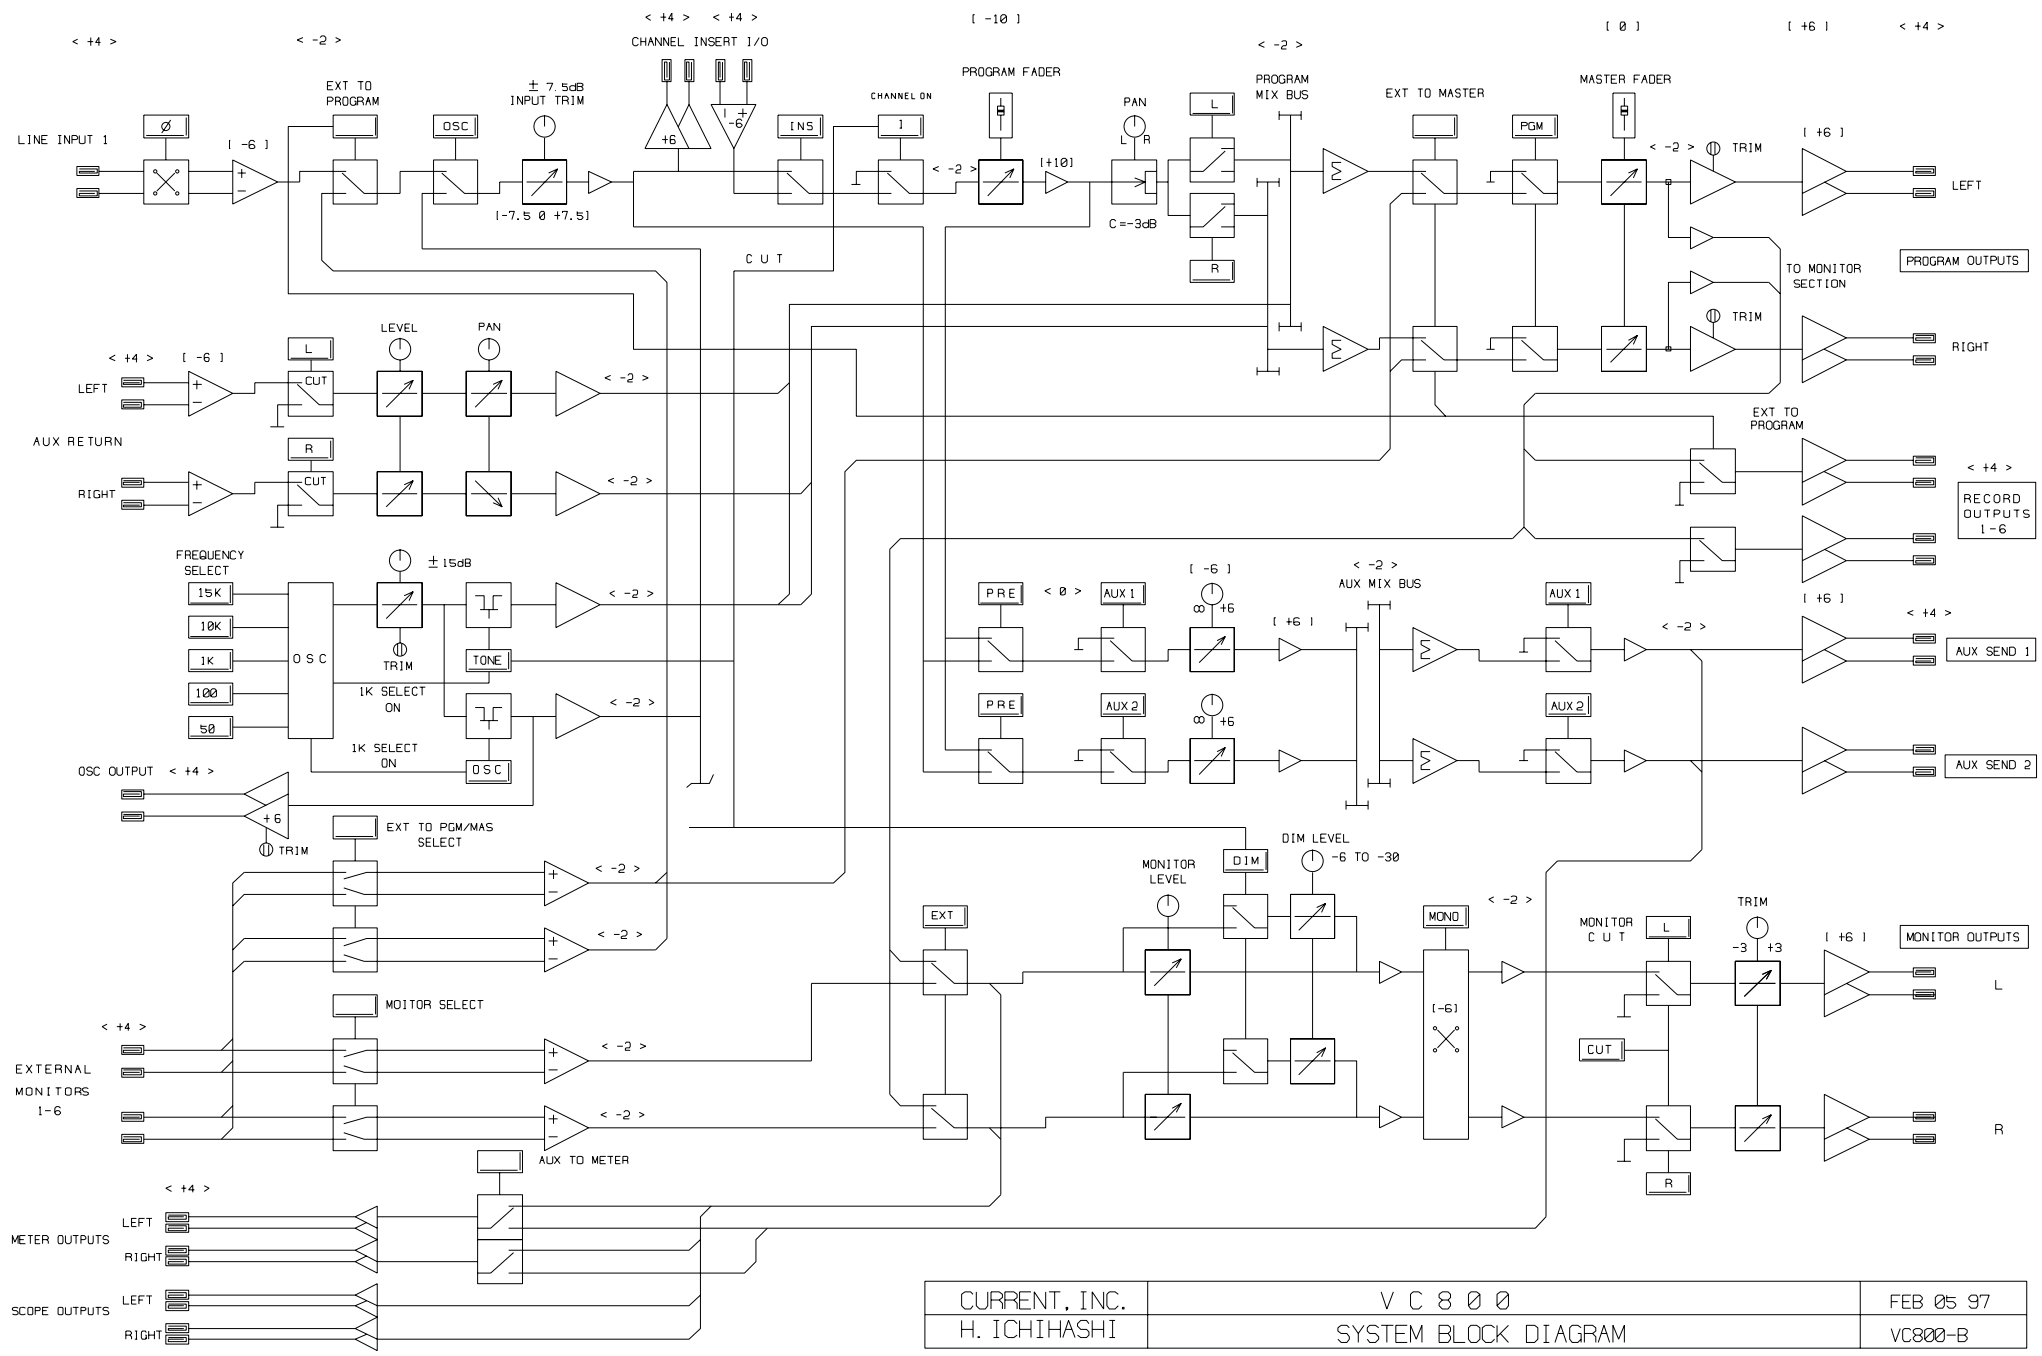 < +4 >
< -2 >
< +4 > < +4 >
CHANNEL INSERT I/O
[ -10 ]
< -2 >
[ 0 ]
[ +6 ]
< +4 >
EXT TO
PROGRAM
± 7.5dB
INPUT TRIM
PROGRAM FADER
PROGRAM
MIX BUS
EXT TO MASTER
MASTER FADER
LINE INPUT 1
Ø
[ -6 ]
OSC
+6
-6
+
INS
CHANNEL ON
1
< -2 >
[+10]
PAN
L R
L
C=-3dB
R
Σ
PGM
< -2 >
TRIM
[ +6 ]
LEFT
[-7.5 0 +7.5]
+
-
C U T
TO MONITOR
SECTION
PROGRAM OUTPUTS
TRIM
RIGHT
Σ
LEVEL
PAN
< +4 >
[ -6 ]
L
CUT
LEFT
+
-
< -2 >
AUX RETURN
R
CUT
RIGHT
+
-
< -2 >
EXT TO
PROGRAM
< +4 >
RECORD
OUTPUTS
1-6
FREQUENCY
SELECT
± 15dB
15K
10K
1K
100
50
OSC
TRIM
TONE
1K SELECT
ON
< -2 >
< -2 >
1K SELECT
ON
OSC
OSC OUTPUT < +4 >
+6
TRIM
PRE
< 0 >
AUX1
[ -6 ]
∞ +6
[ +6 ]
< -2 >
AUX MIX BUS
Σ
AUX1
< -2 >
[ +6 ]
< +4 >
AUX SEND 1
PRE
AUX2
∞ +6
Σ
AUX2
AUX SEND 2
EXT TO PGM/MAS
SELECT
+
-
< -2 >
+
-
< -2 >
MOITOR SELECT
< +4 >
EXTERNAL
MONITORS
1-6
+
-
< -2 >
+
-
< -2 >
EXT
MONITOR
LEVEL
DIM
DIM LEVEL
-6 TO -30
MONO
[-6]
< -2 >
MONITOR
C U T
L
TRIM
-3 +3
[ +6 ]
MONITOR OUTPUTS
L
CUT
R
R
AUX TO METER
< +4 >
LEFT
METER OUTPUTS
RIGHT
LEFT
SCOPE OUTPUTS
RIGHT
CURRENT, INC.
V C 8 0 0
FEB 05 97
H. ICHIHASHI
SYSTEM BLOCK DIAGRAM
VC800-B